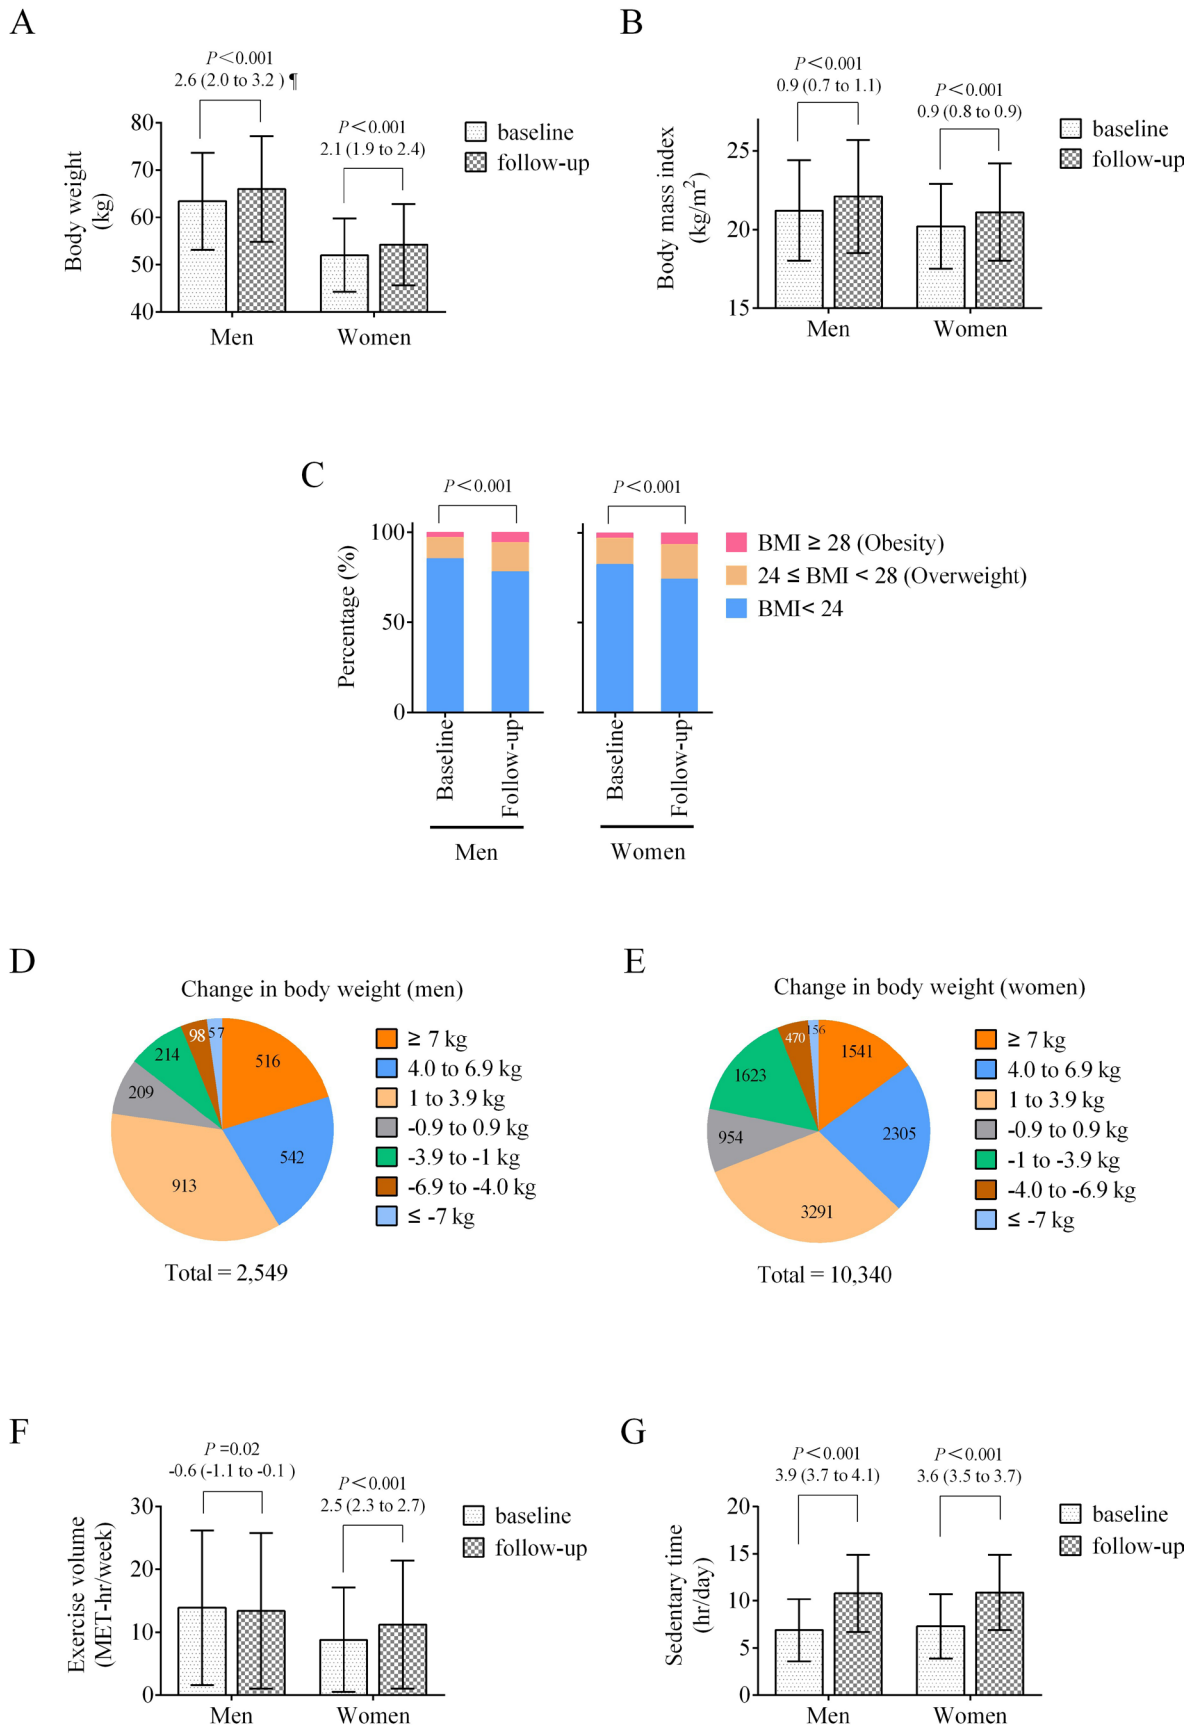 A
P<0.001
2.6 (2.0 to 3.2 ) ¶
P<0.001
2.1 (1.9 to 2.4)
80
70
60
50
40
Body weight
(kg)
Men
Women
baseline
follow-up
B
P<0.001
0.9 (0.7 to 1.1)
P<0.001
0.9 (0.8 to 0.9)
25
20
15
Body mass index
(kg/m²)
Men
Women
baseline
follow-up
C
P<0.001
P<0.001
100
50
0
Percentage (%)
Baseline
Follow-up
Baseline
Follow-up
Men
Women
BMI ≥ 28 (Obesity)
24 ≤ BMI < 28 (Overweight)
BMI< 24
D
Change in body weight (men)
516
542
913
209
214
98
57
≥ 7 kg
4.0 to 6.9 kg
1 to 3.9 kg
-0.9 to 0.9 kg
-3.9 to -1 kg
-6.9 to -4.0 kg
≤ -7 kg
Total = 2,549
E
Change in body weight (women)
1541
2305
3291
954
1623
470
156
≥ 7 kg
4.0 to 6.9 kg
1 to 3.9 kg
-0.9 to 0.9 kg
-1 to -3.9 kg
-4.0 to -6.9 kg
≤ -7 kg
Total = 10,340
F
P =0.02
-0.6 (-1.1 to -0.1 )
P<0.001
2.5 (2.3 to 2.7)
30
20
10
0
Exercise volume
(MET-hr/week)
Men
Women
baseline
follow-up
G
P<0.001
3.9 (3.7 to 4.1)
P<0.001
3.6 (3.5 to 3.7)
20
15
10
5
0
Sedentary time
(hr/day)
Men
Women
baseline
follow-up